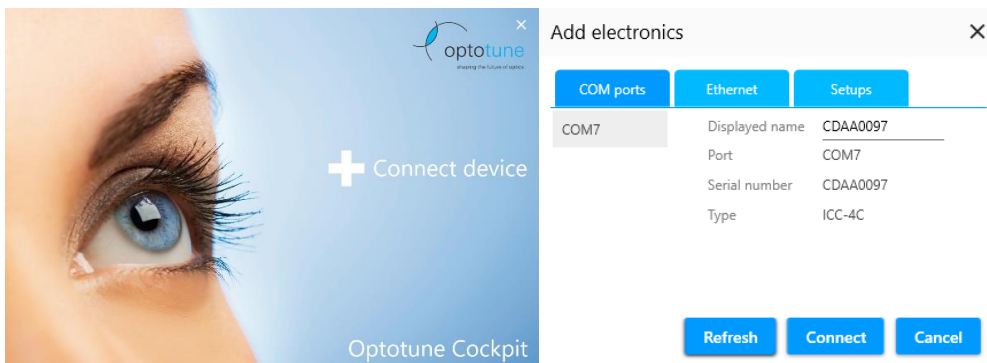 optotune
shaping the future of optics
Connect device
Optotune Cockpit
Add electronics
COM ports
Ethernet
Setups
COM7
Displayed name CDAA0097
Port COM7
Serial number CDAA0097
Type ICC-4C
Refresh
Connect
Cancel